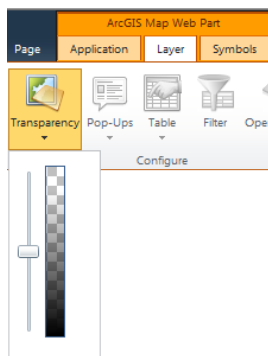 ArcGIS Map Web Part
Page Application Layer Symbols
Transparency Pop-Ups Table Filter
Configure